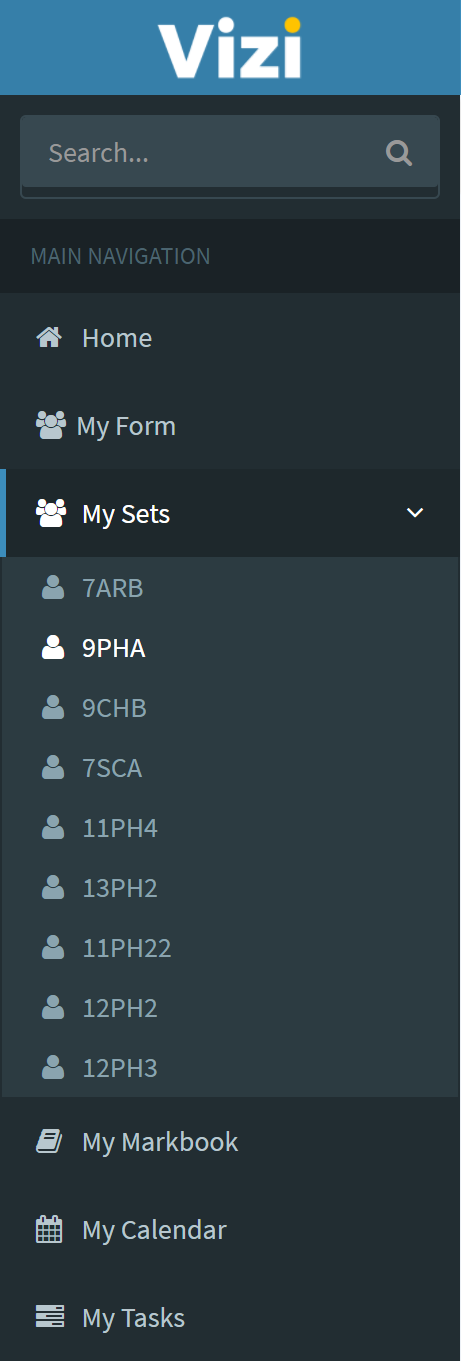 Vizi
Search...
MAIN NAVIGATION
Home
My Form
My Sets
7ARB
9PHA
9CHB
7SCA
11PH4
13PH2
11PH22
12PH2
12PH3
My Markbook
My Calendar
My Tasks